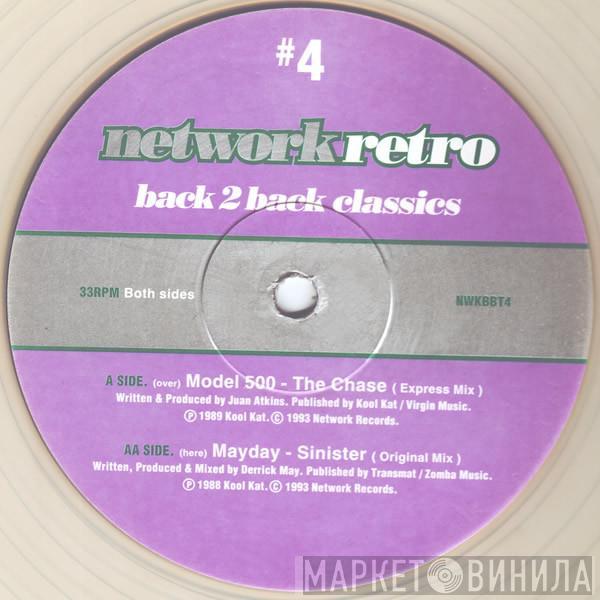 #4
network retro
back 2 back classics
33RPM Both sides
NWKBBT4
A SIDE. (over) Model 500 - The Chase ( Express Mix )
Written & Produced by Juan Atkins. Published by Kool Kat / Virgin Music.
Ⓟ 1989 Kool Kat. Ⓒ 1993 Network Records.
AA SIDE. (here) Mayday - Sinister ( Original Mix )
Written, Produced & Mixed by Derrick May. Published by Transmat / Zomba Music.
Ⓟ 1988 Kool Kat. Ⓒ 1993 Network Records.
МАРКЕТ ВИНИЛА